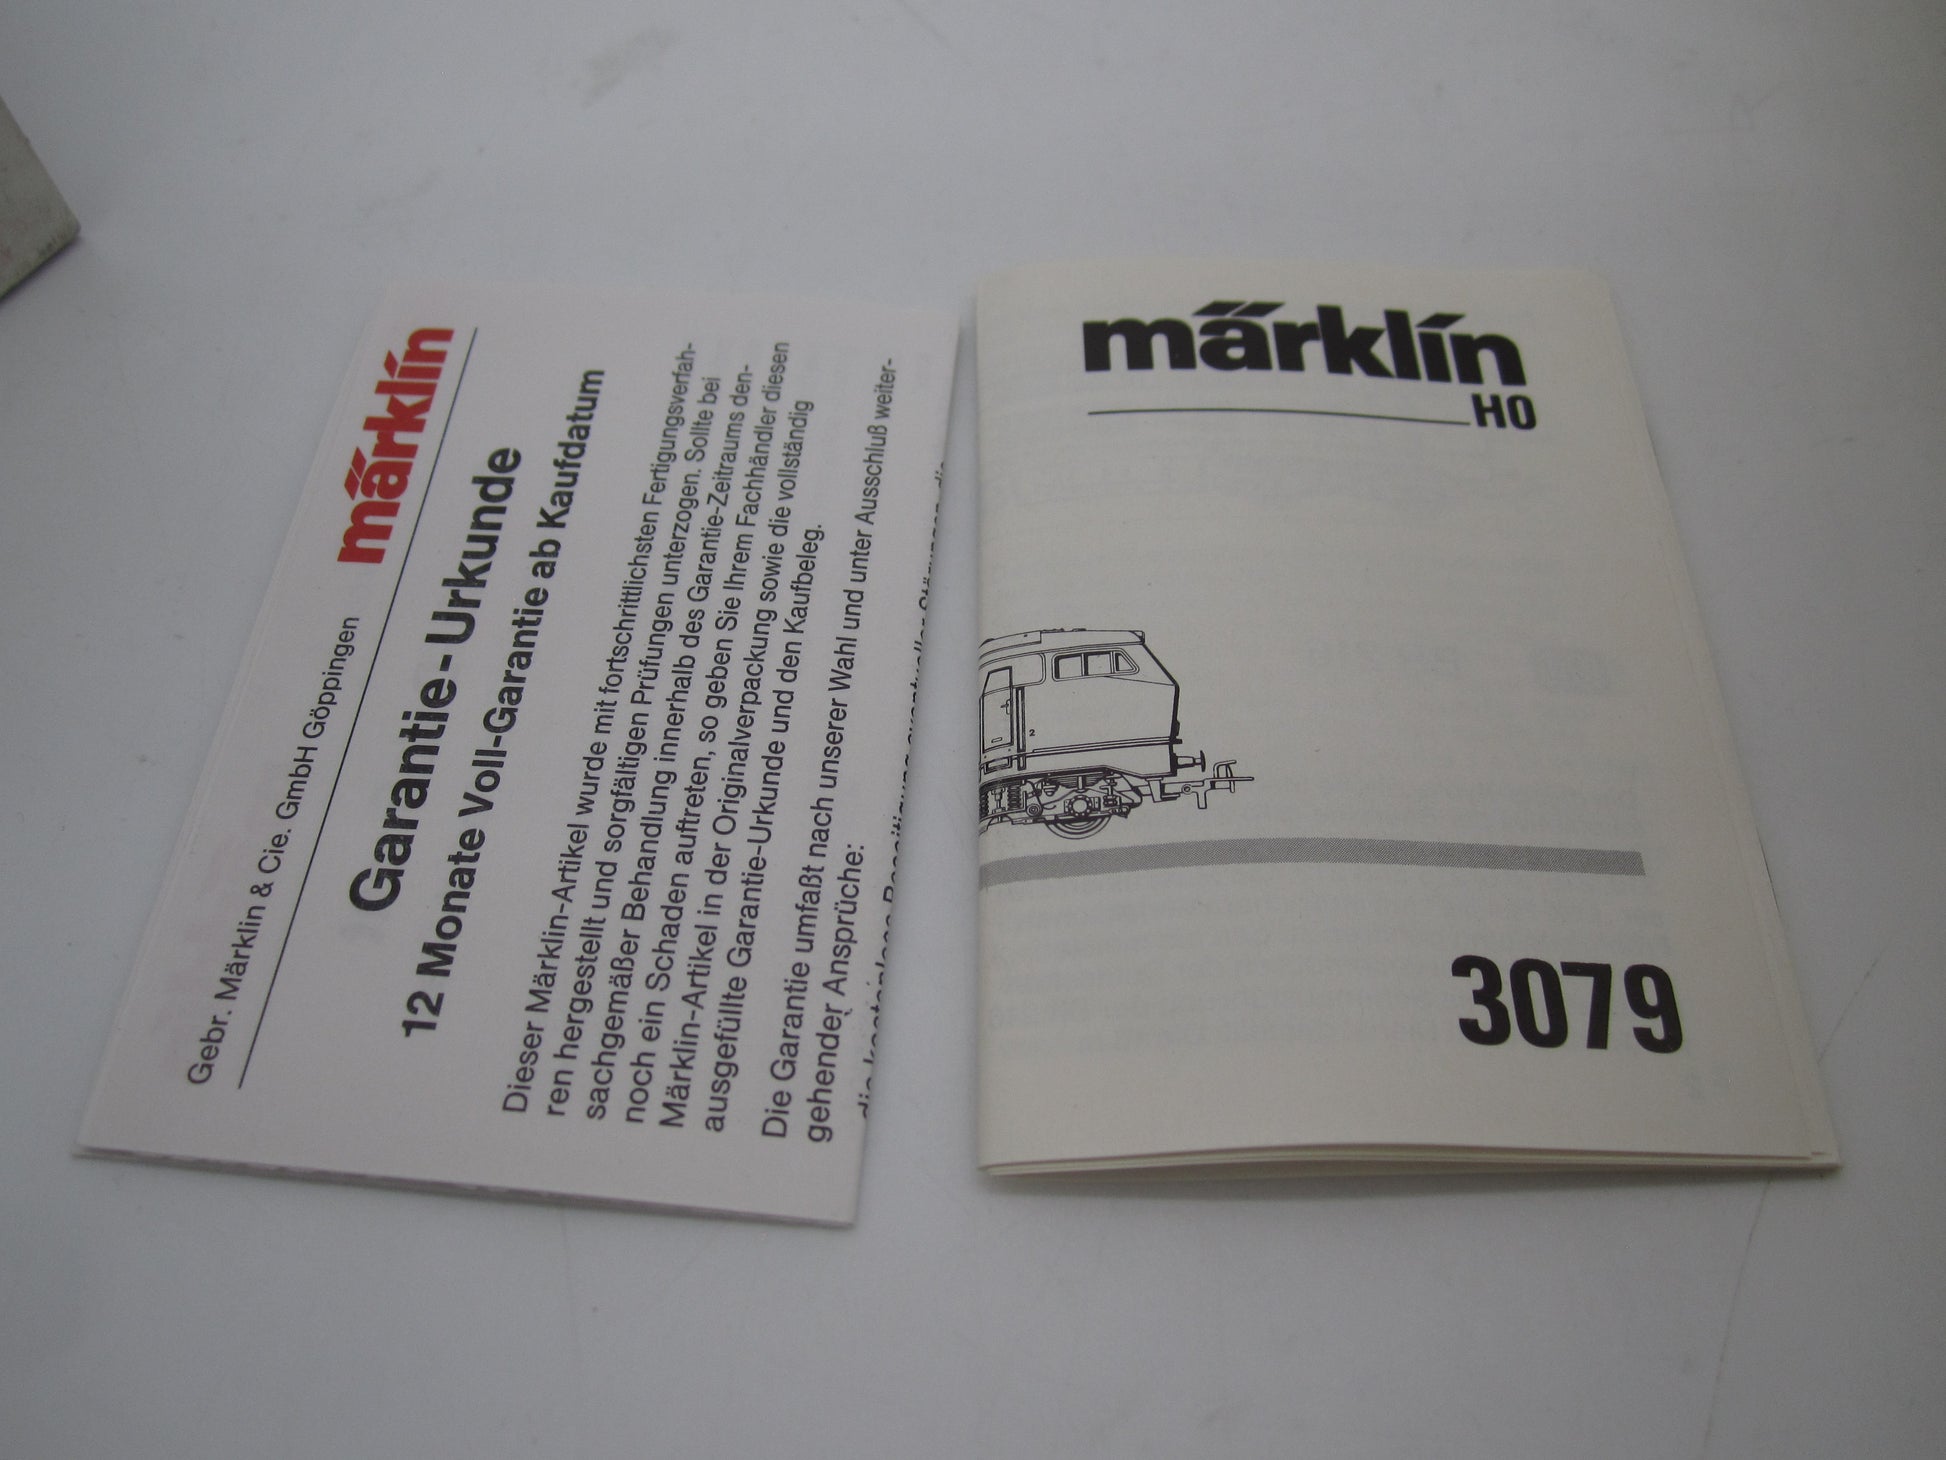 Gebr. Märklin & Cie. GmbH Göppingen
märklín
Garantie-Urkunde
12 Monate Voll-Garantie ab Kaufdatum
Dieser Märklin-Artikel wurde mit fortschrittlichsten Fertigungsverfah-
ren hergestellt und sorgfältigen Prüfungen unterzogen. Sollte bei
sachgemäßer Behandlung innerhalb des Garantie-Zeitraums den-
noch ein Schaden auftreten, so geben Sie Ihrem Fachhändler diesen
Märklin-Artikel in der Originalverpackung sowie die vollständig
ausgefüllte Garantie-Urkunde und den Kaufbeleg.
Die Garantie umfaßt nach unserer Wahl und unter Ausschluß weiter-
gehender Ansprüche:
märklín
H0
2
3079